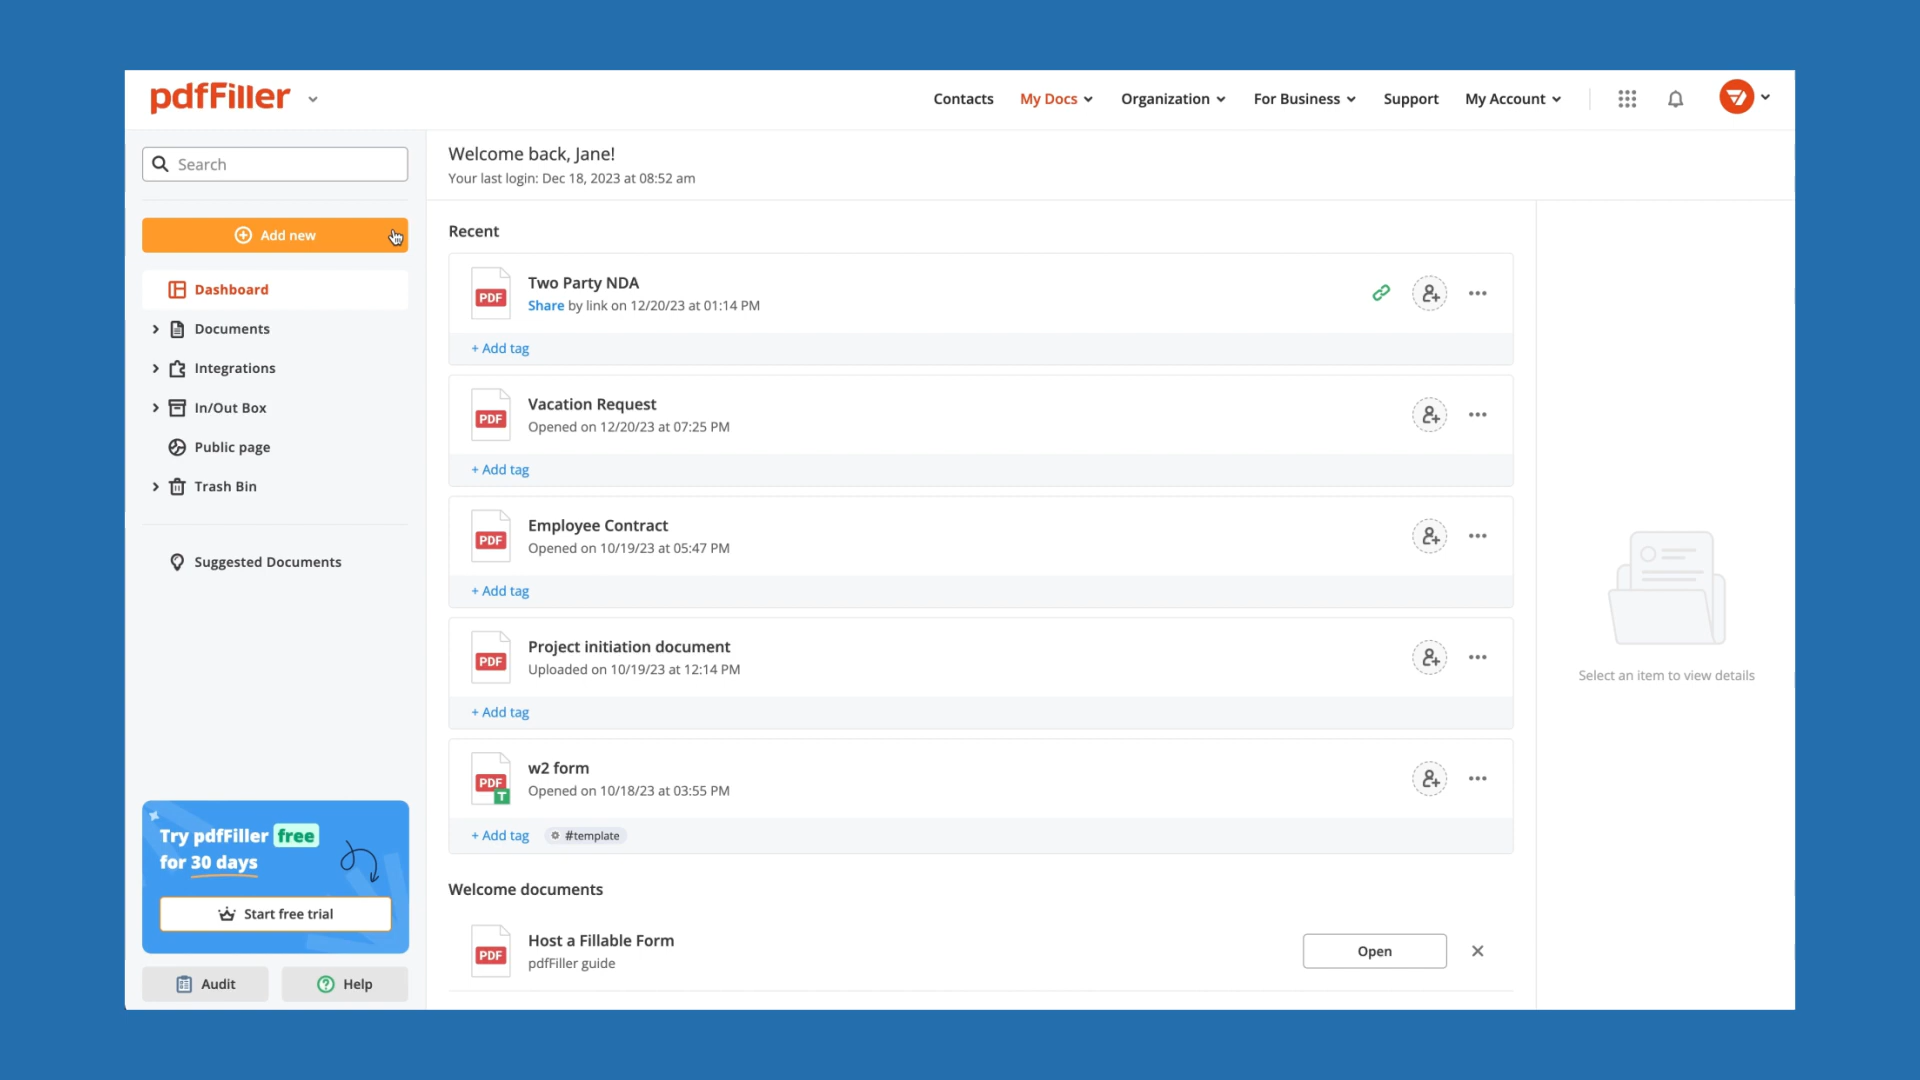 pdfFiller
Contacts
My Docs
Organization
For Business
Support
My Account
Search
Add new
Dashboard
Documents
Integrations
In/Out Box
Public page
Trash Bin
Suggested Documents
Try pdfFiller free
for 30 days
Start free trial
Audit
Help
Welcome back, Jane!
Your last login: Dec 18, 2023 at 08:52 am
Recent
PDF
Two Party NDA
Share by link on 12/20/23 at 01:14 PM
+ Add tag
PDF
Vacation Request
Opened on 12/20/23 at 07:25 PM
+ Add tag
PDF
Employee Contract
Opened on 10/19/23 at 05:47 PM
+ Add tag
PDF
Project initiation document
Uploaded on 10/19/23 at 12:14 PM
+ Add tag
PDF
T
w2 form
Opened on 10/18/23 at 03:55 PM
+ Add tag
#template
Welcome documents
PDF
Host a Fillable Form
pdfFiller guide
Open
Select an item to view details